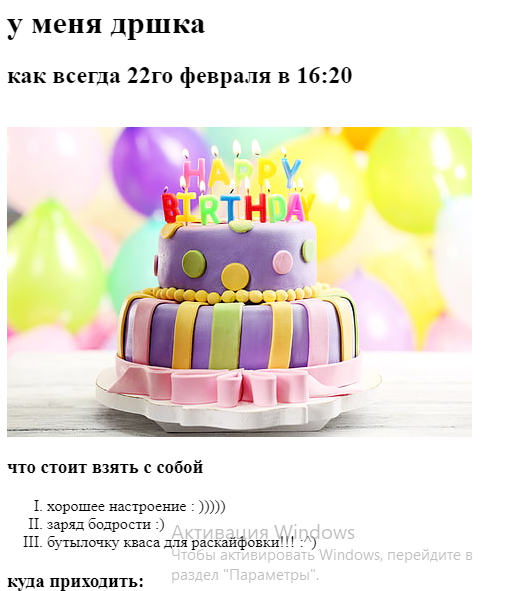 у меня дршка
как всегда 22го февраля в 16:20
HAPPY
BIRTHDAY
что стоит взять с собой
I. хорошее настроение : )))))
II. заряд бодрости :)
III. бутылочку кваса для раскайфовки!!! :^)
Активация Windows
Чтобы активировать Windows, перейдите в
раздел "Параметры".
куда приходить: